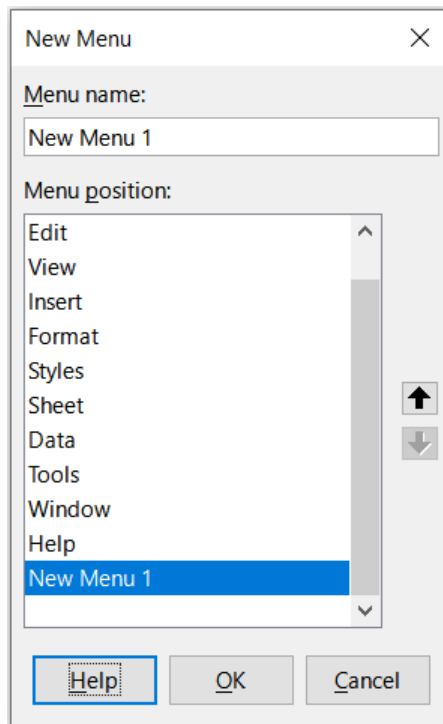 New Menu
Menu name:
New Menu 1
Menu position:
Edit
View
Insert
Format
Styles
Sheet
Data
Tools
Window
Help
New Menu 1
Help OK Cancel